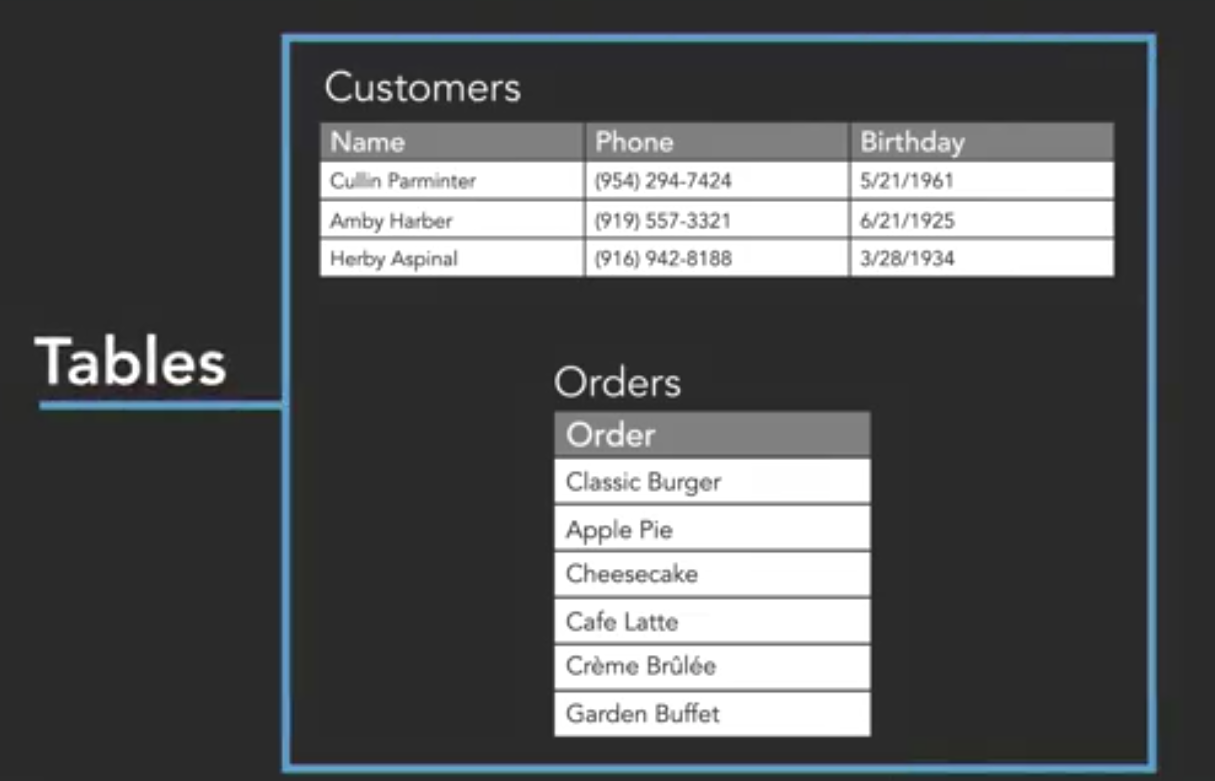 Customers
Name Phone Birthday
Cullin Parminter (954) 294-7424 5/21/1961
Amby Harber (919) 557-3321 6/21/1925
Herby Aspinal (916) 942-8188 3/28/1934
Tables
Orders
Order
Classic Burger
Apple Pie
Cheesecake
Cafe Latte
Crème Brûlée
Garden Buffet